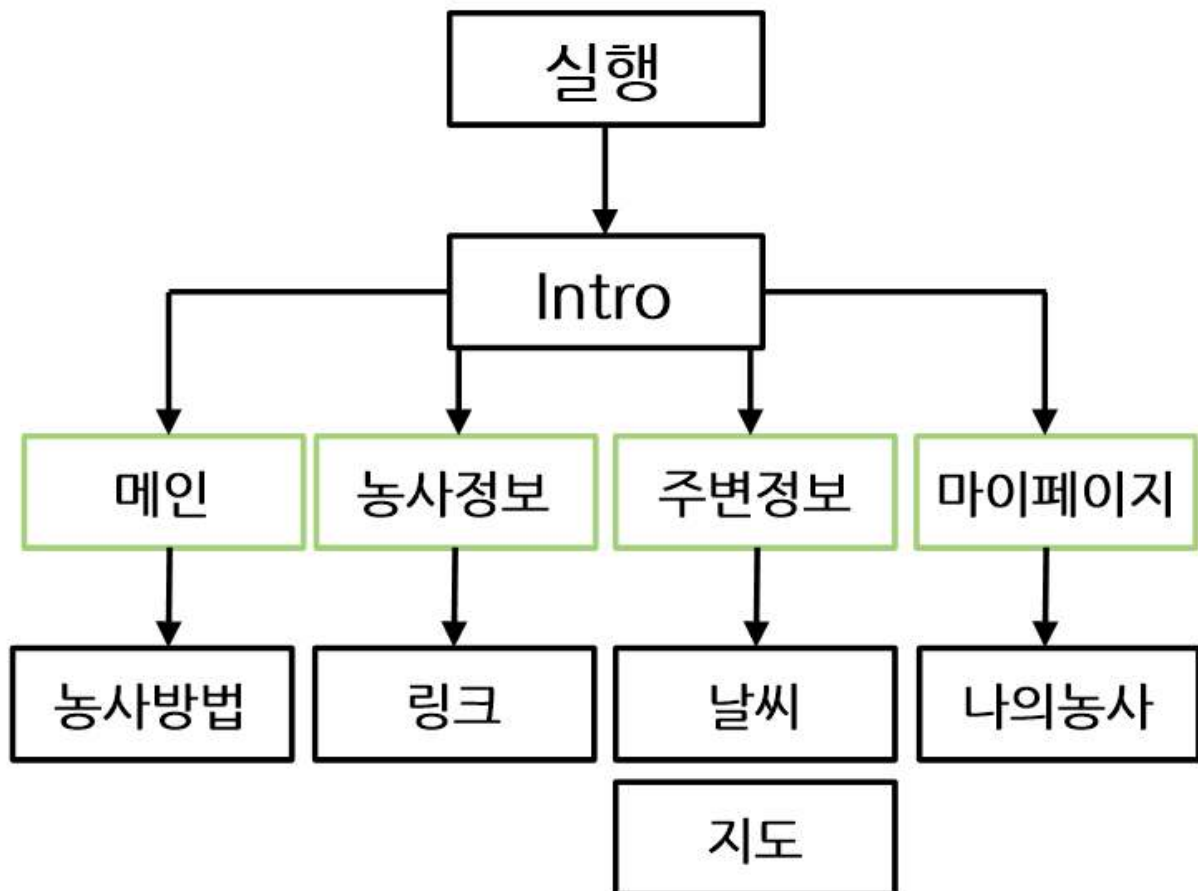 실행
Intro
메인 농사정보 주변정보 마이페이지
농사방법 링크 날씨 나의농사
지도